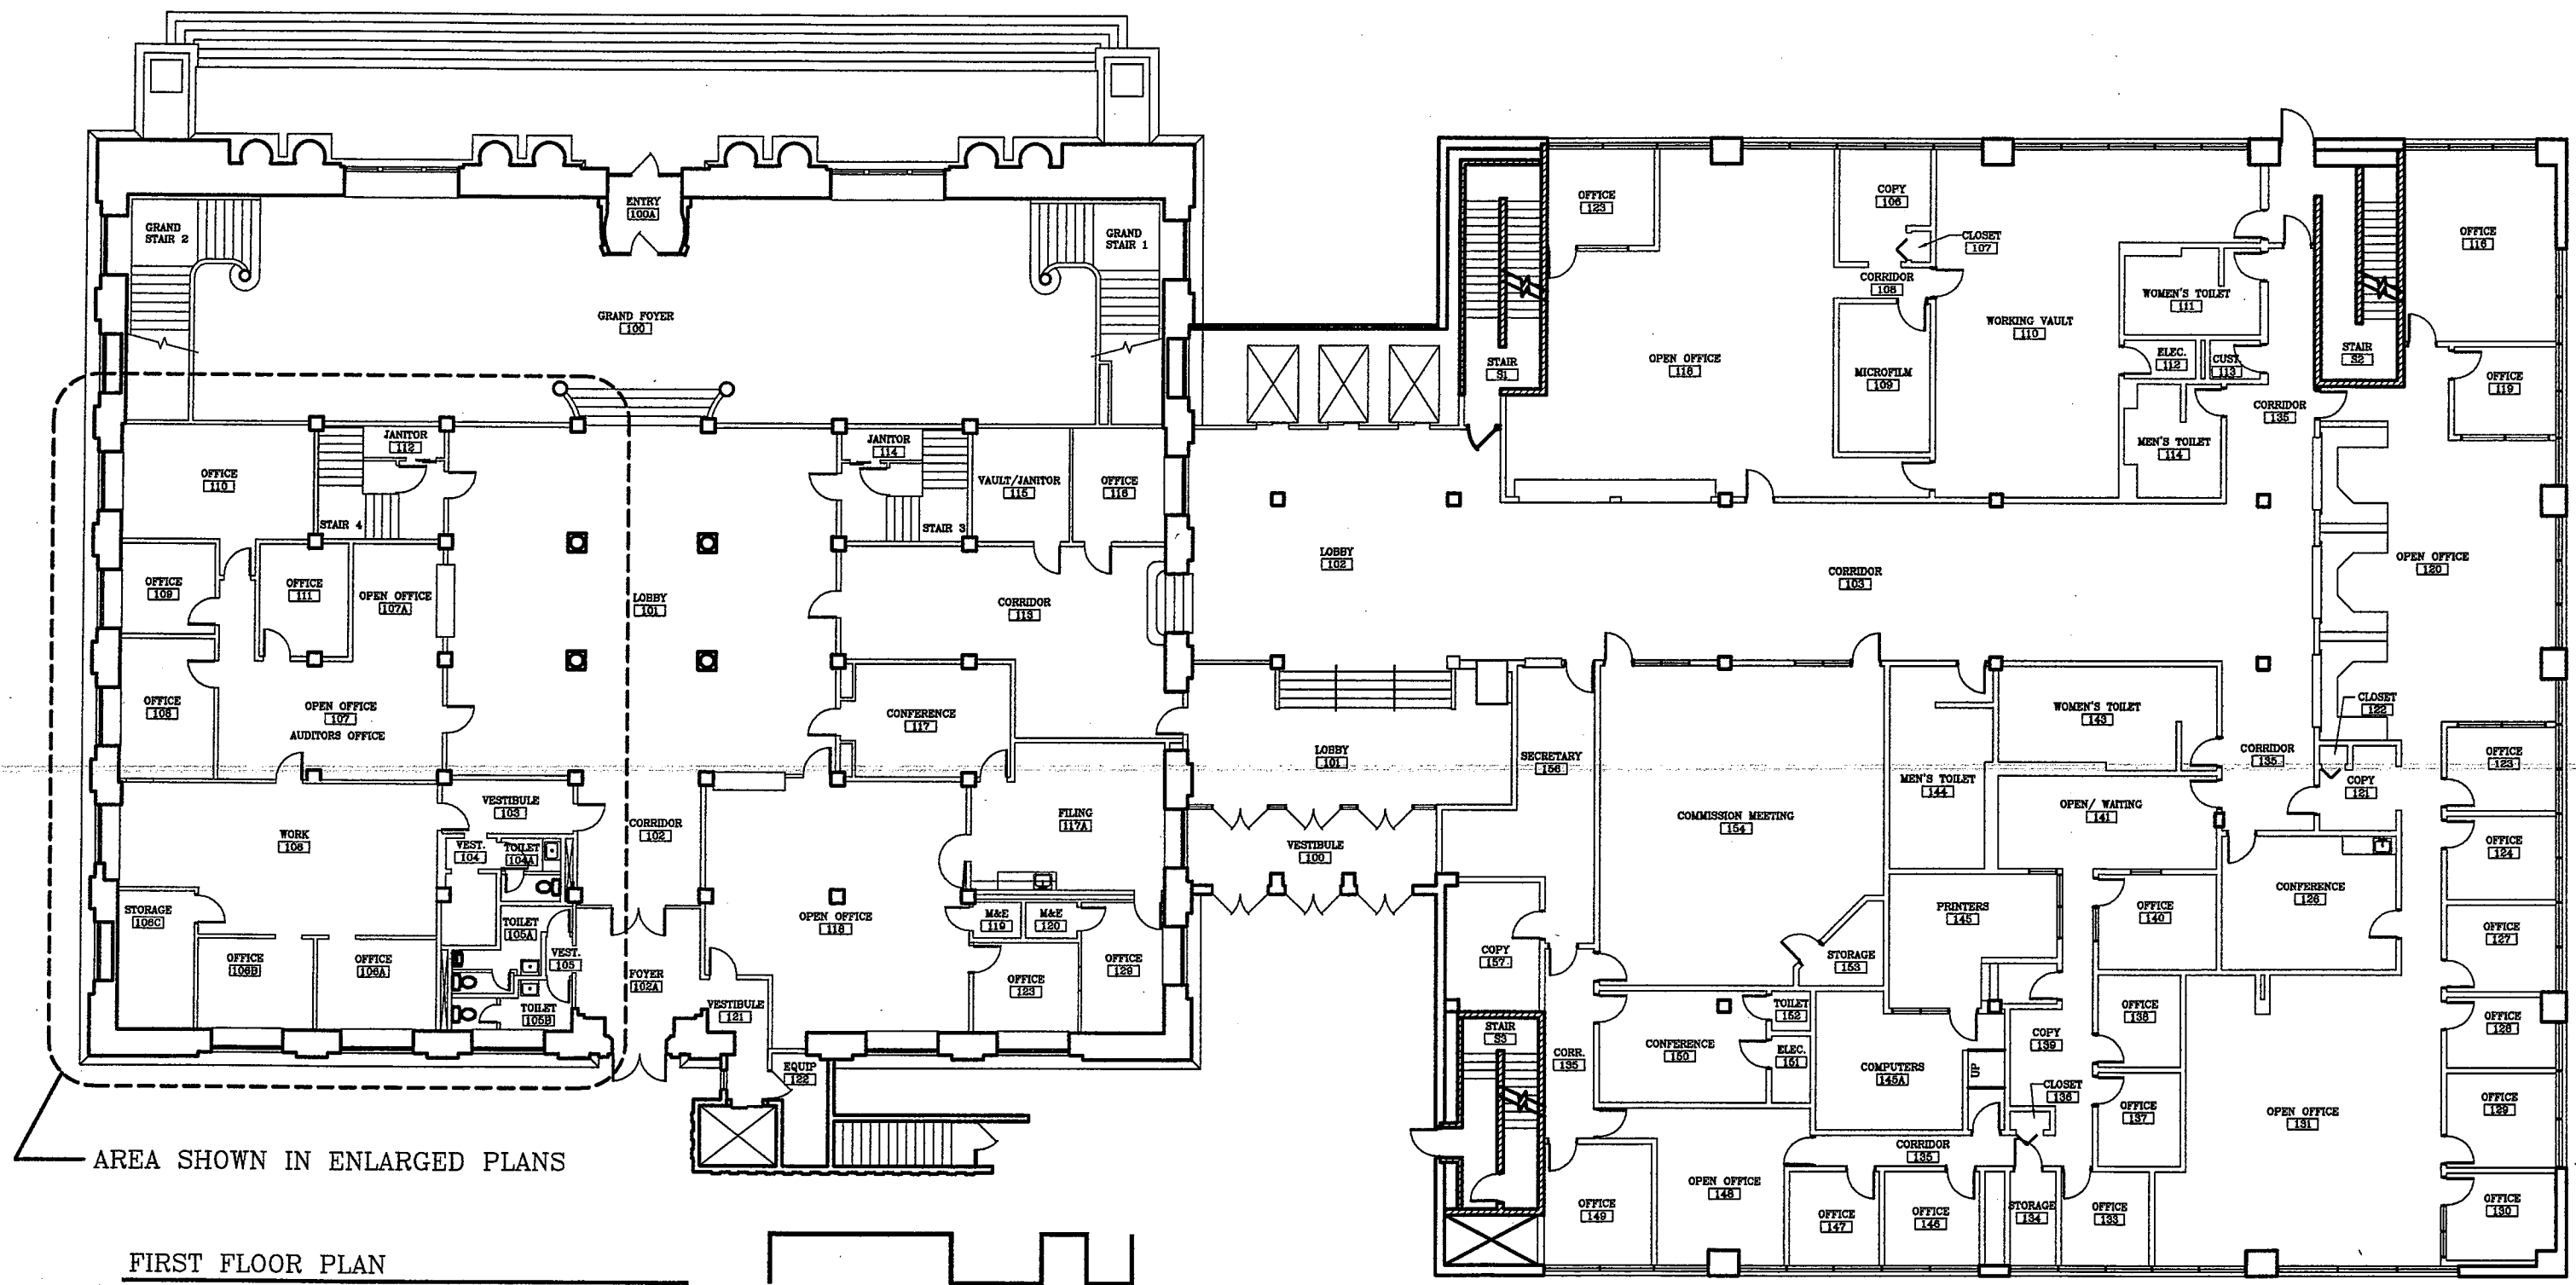 ENTRY
100A
GRAND
STAIR 2
GRAND
STAIR 1
GRAND FOYER
100
JANITOR
112
OFFICE
110
STAIR 4
OFFICE
109
OFFICE
111
OPEN OFFICE
107A
OFFICE
108
OPEN OFFICE
107
AUDITORS OFFICE
LOBBY
101
JANITOR
114
STAIR 3
VAULT/JANITOR
115
OFFICE
116
CORRIDOR
113
CONFERENCE
117
VESTIBULE
103
CORRIDOR
102
WORK
106
VEST.
104
TOILET
104A
STORAGE
106C
OFFICE
106B
OFFICE
106A
TOILET
105A
VEST.
105
TOILET
105B
FOYER
102A
VESTIBULE
121
EQUIP
122
OPEN OFFICE
118
FILING
117A
M&E
119
M&E
120
OFFICE
123
OFFICE
129
AREA SHOWN IN ENLARGED PLANS
FIRST FLOOR PLAN
STAIR
S1
OFFICE
123
COPY
106
CLOSET
107
CORRIDOR
108
OPEN OFFICE
118
MICROFILM
109
WORKING VAULT
110
WOMEN'S TOILET
111
ELEC.
112
CUST.
113
MEN'S TOILET
114
STAIR
S2
OFFICE
116
OFFICE
119
CORRIDOR
135
LOBBY
102
CORRIDOR
103
OPEN OFFICE
120
LOBBY
101
VESTIBULE
100
SECRETARY
156
COMMISSION MEETING
154
MEN'S TOILET
144
WOMEN'S TOILET
143
CORRIDOR
135
CLOSET
122
COPY
121
OFFICE
123
OPEN/ WAITING
141
OFFICE
124
CONFERENCE
126
PRINTERS
145
OFFICE
140
OFFICE
127
COPY
157
STORAGE
153
TOILET
152
STAIR
S3
CORR.
135
CONFERENCE
150
ELEC.
151
COMPUTERS
145A
UP
COPY
139
OFFICE
138
OFFICE
128
CLOSET
136
OFFICE
137
OPEN OFFICE
131
OFFICE
129
CORRIDOR
135
OPEN OFFICE
148
OFFICE
149
OFFICE
147
OFFICE
146
STORAGE
134
OFFICE
133
OFFICE
130